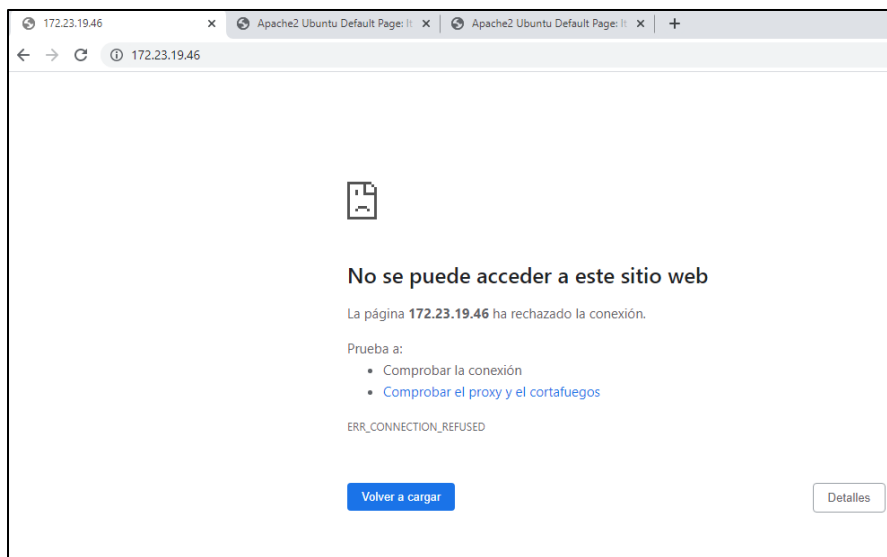 172.23.19.46
Apache2 Ubuntu Default Page: It
Apache2 Ubuntu Default Page: It
172.23.19.46
No se puede acceder a este sitio web
La página 172.23.19.46 ha rechazado la conexión.
Prueba a:
• Comprobar la conexión
• Comprobar el proxy y el cortafuegos
ERR_CONNECTION_REFUSED
Volver a cargar
Detalles